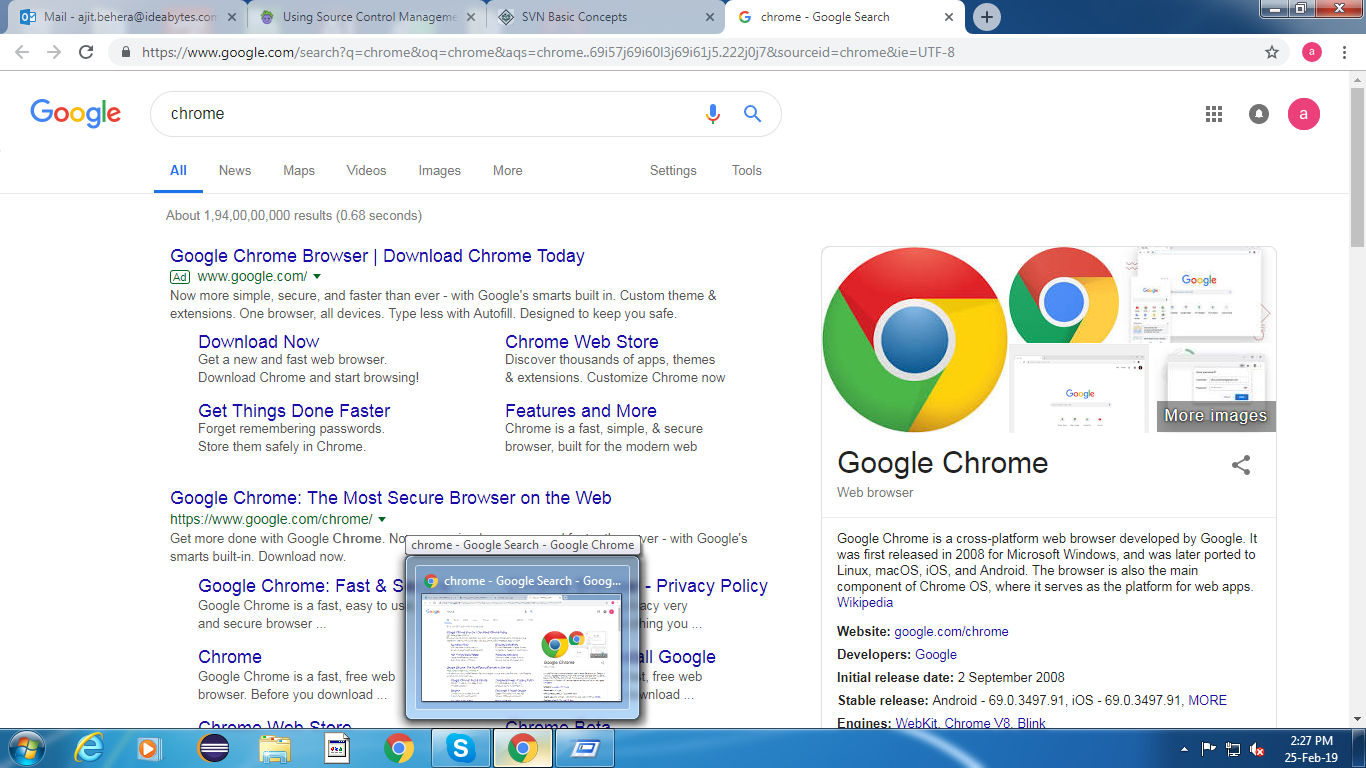 Mail - ajit.behera@ideabytes.com
Using Source Control Manageme
SVN Basic Concepts
chrome - Google Search
https://www.google.com/search?q=chrome&oq=chrome&aqs=chrome..69i57j69i60l3j69i61j5.222j0j7&sourceid=chrome&ie=UTF-8
a
Google
chrome
a
All
News
Maps
Videos
Images
More
Settings
Tools
About 1,94,00,00,000 results (0.68 seconds)
Google Chrome Browser | Download Chrome Today
Ad www.google.com/
Now more simple, secure, and faster than ever - with Google's smarts built in. Custom theme &
extensions. One browser, all devices. Type less with Autofill. Designed to keep you safe.
Download Now
Get a new and fast web browser.
Download Chrome and start browsing!
Chrome Web Store
Discover thousands of apps, themes
& extensions. Customize Chrome now
Get Things Done Faster
Forget remembering passwords.
Store them safely in Chrome.
Features and More
Chrome is a fast, simple, & secure
browser, built for the modern web
Google Chrome: The Most Secure Browser on the Web
https://www.google.com/chrome/
Get more done with Google Chrome. ver - with Google's
smarts built-in. Download now.
Google Chrome: Fast & - Privacy Policy
Google Chrome is a fast, easy to
and secure browser ...
acy very
you ...
Chrome
Google Chrome is a fast, free web
browser. Before you download ...
Google
free web
...
Chrome Web Store
Chrome Beta
chrome - Google Search - Google Chrome
chrome - Google Search - Goog...
Google
Google
Google
More images
Google Chrome
Web browser
Google Chrome is a cross-platform web browser developed by Google. It
was first released in 2008 for Microsoft Windows, and was later ported to
Linux, macOS, iOS, and Android. The browser is also the main
component of Chrome OS, where it serves as the platform for web apps.
Wikipedia
Website: google.com/chrome
Developers: Google
Initial release date: 2 September 2008
Stable release: Android - 69.0.3497.91, iOS - 69.0.3497.91, MORE
Engines: WebKit, Chrome V8, Blink
2:27 PM
25-Feb-19